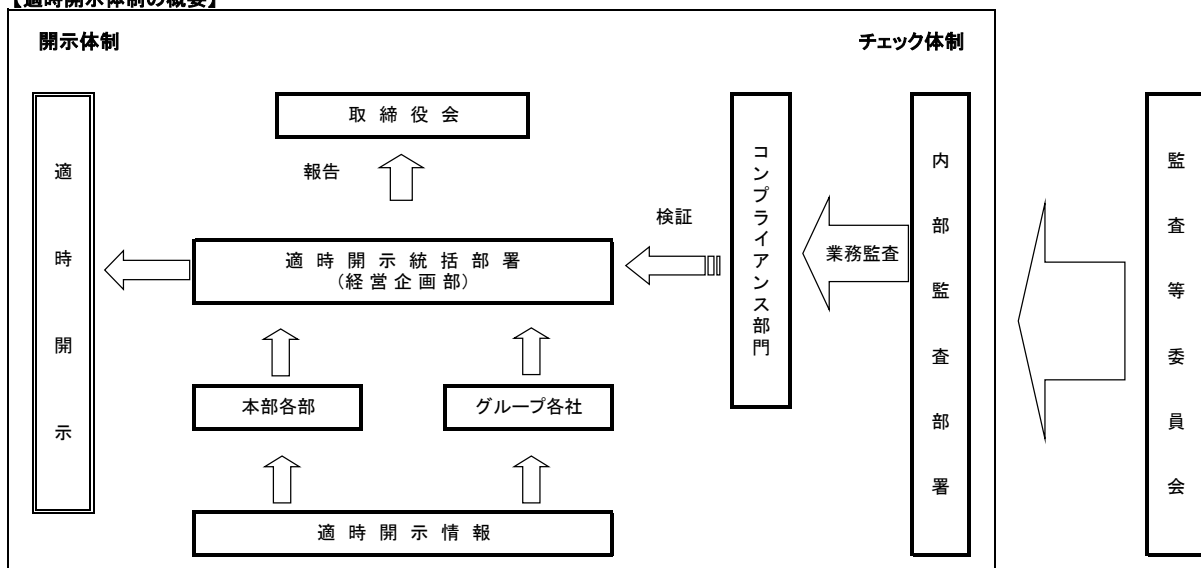 【適時開示体制の概要】
開示体制
チェック体制
適時開示
取締役会
報告
適時開示統括部署
(経営企画部)
検証
コンプライアンス部門
業務監査
内部監査部署
監査等委員会
本部各部
グループ各社
適時開示情報